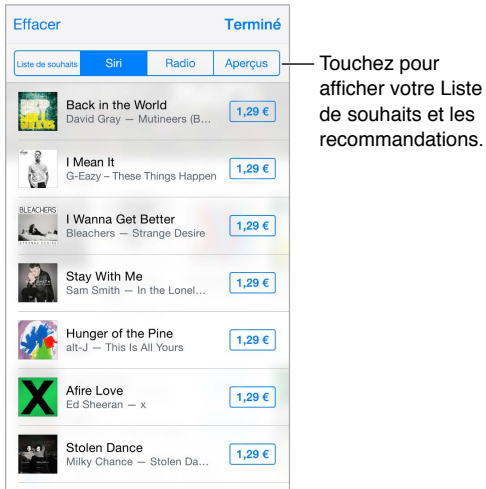 Effacer
Terminé
Liste de souhaits
Siri
Radio
Aperçus
Touchez pour
afficher votre Liste
de souhaits et les
recommandations.
Back in the World
David Gray — Mutineers (B...
1,29 €
I Mean It
G-Eazy – These Things Happen
1,29 €
BLEACHERS
STRANGE DESIRE
I Wanna Get Better
Bleachers — Strange Desire
1,29 €
Stay With Me
Sam Smith — In the Lonel...
1,29 €
Hunger of the Pine
alt-J — This Is All Yours
1,29 €
Afire Love
Ed Sheeran — x
1,29 €
Stolen Dance
Milky Chance — Stolen Da...
1,29 €